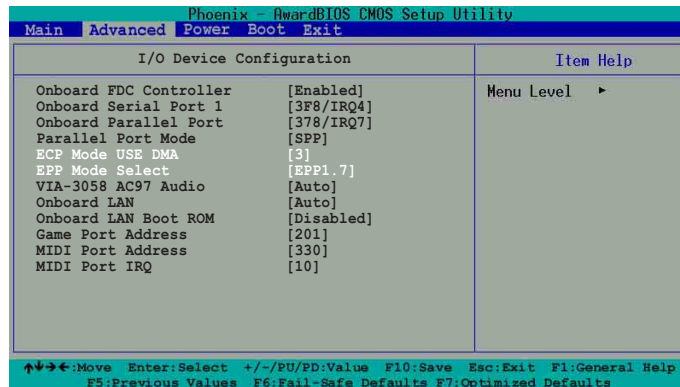 Phoenix - AwardBIOS CMOS Setup Utility
Main Advanced Power Boot Exit
I/O Device Configuration
Item Help
Onboard FDC Controller [Enabled]
Menu Level ►
Onboard Serial Port 1 [3F8/IRQ4]
Onboard Parallel Port [378/IRQ7]
Parallel Port Mode [SPP]
ECP Mode USE DMA [3]
EPP Mode Select [EPP1.7]
VIA-3058 AC97 Audio [Auto]
Onboard LAN [Auto]
Onboard LAN Boot ROM [Disabled]
Game Port Address [201]
MIDI Port Address [330]
MIDI Port IRQ [10]
↑↓→←:Move Enter:Select +/-/PU/PD:Value F10:Save Esc:Exit F1:General Help
F5:Previous Values F6:Fail-Safe Defaults F7:Optimized Defaults